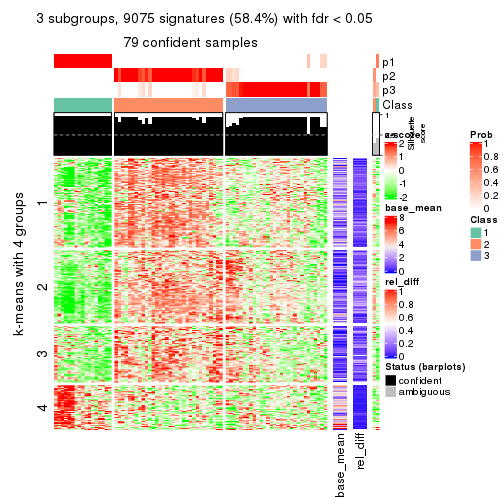 3 subgroups, 9075 signatures (58.4%) with fdr < 0.05
79 confident samples
p1
p2
p3
Class
1
Silhouette
score
k-means with 4 groups
1
2
3
4
base_mean
rel_diff
z-score
2
1
0
-1
-2
base_mean
8
6
4
2
0
rel_diff
1
0.8
0.6
0.4
0.2
0
Status (barplots)
confident
ambiguous
Prob
1
0.8
0.6
0.4
0.2
0
Class
1
2
3